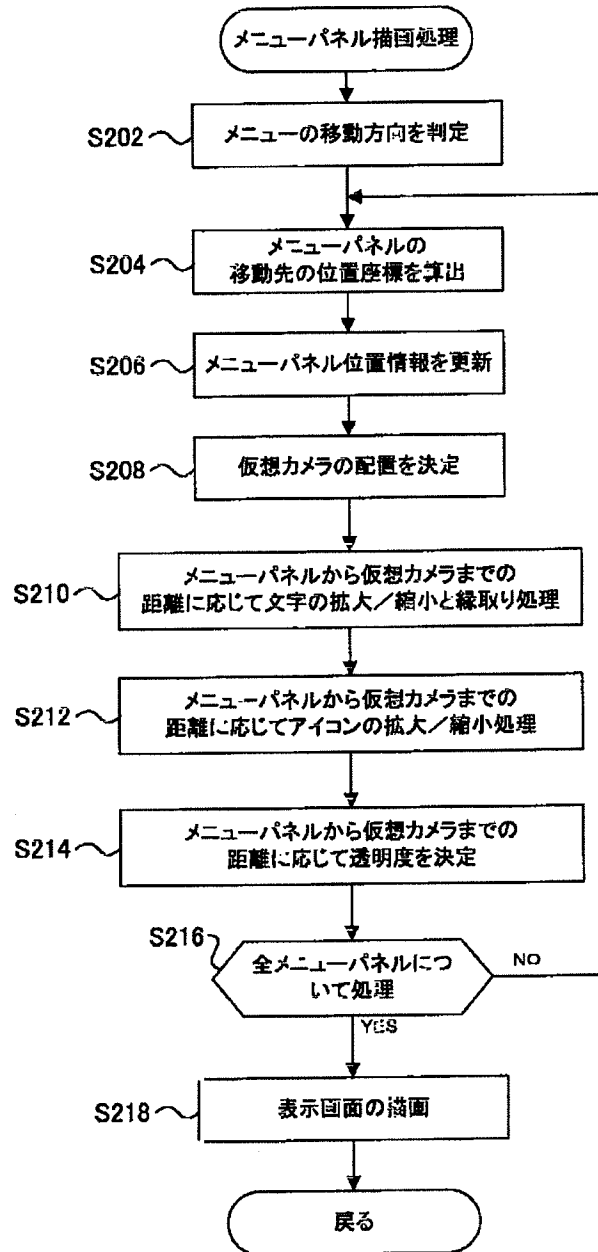 メニューパネル描画処理
S202
メニューの移動方向を判定
S204
メニューパネルの
移動先の位置座標を算出
S206
メニューパネル位置情報を更新
S208
仮想カメラの配置を決定
S210
メニューパネルから仮想カメラまでの
距離に応じて文字の拡大／縮小と縁取り処理
S212
メニューパネルから仮想カメラまでの
距離に応じてアイコンの拡大／縮小処理
S214
メニューパネルから仮想カメラまでの
距離に応じて透明度を決定
S216
全メニューパネルにつ
いて処理
NO
YES
S218
表示画面の描画
戻る